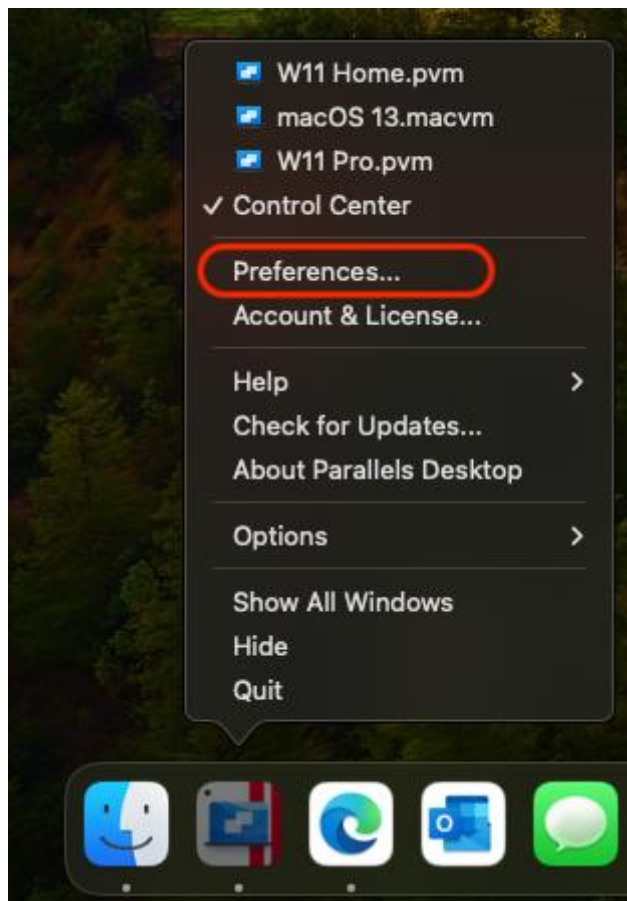 W11 Home.pvm
macOS 13.macvm
W11 Pro.pvm
Control Center
Preferences...
Account & License...
Help
Check for Updates...
About Parallels Desktop
Options
Show All Windows
Hide
Quit